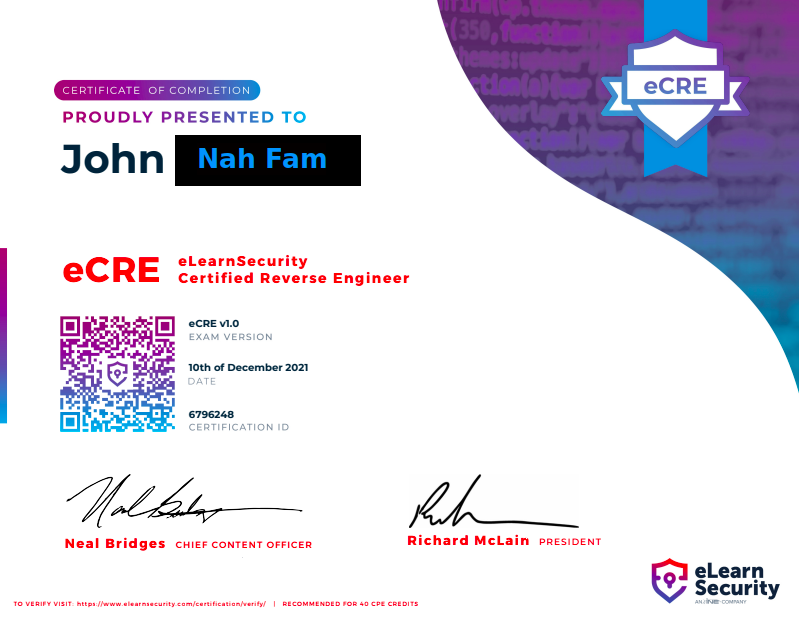 (350,function(
eCRE
CERTIFICATE OF COMPLETION
PROUDLY PRESENTED TO
John Nah Fam
eCRE eLearnSecurity
Certified Reverse Engineer
eCRE v1.0
EXAM VERSION
10th of December 2021
DATE
6796248
CERTIFICATION ID
Neal Bridges CHIEF CONTENT OFFICER
Richard McLain PRESIDENT
eLearn
Security
AN INE COMPANY
TO VERIFY VISIT: https://www.elearnsecurity.com/certification/verify/ | RECOMMENDED FOR 40 CPE CREDITS